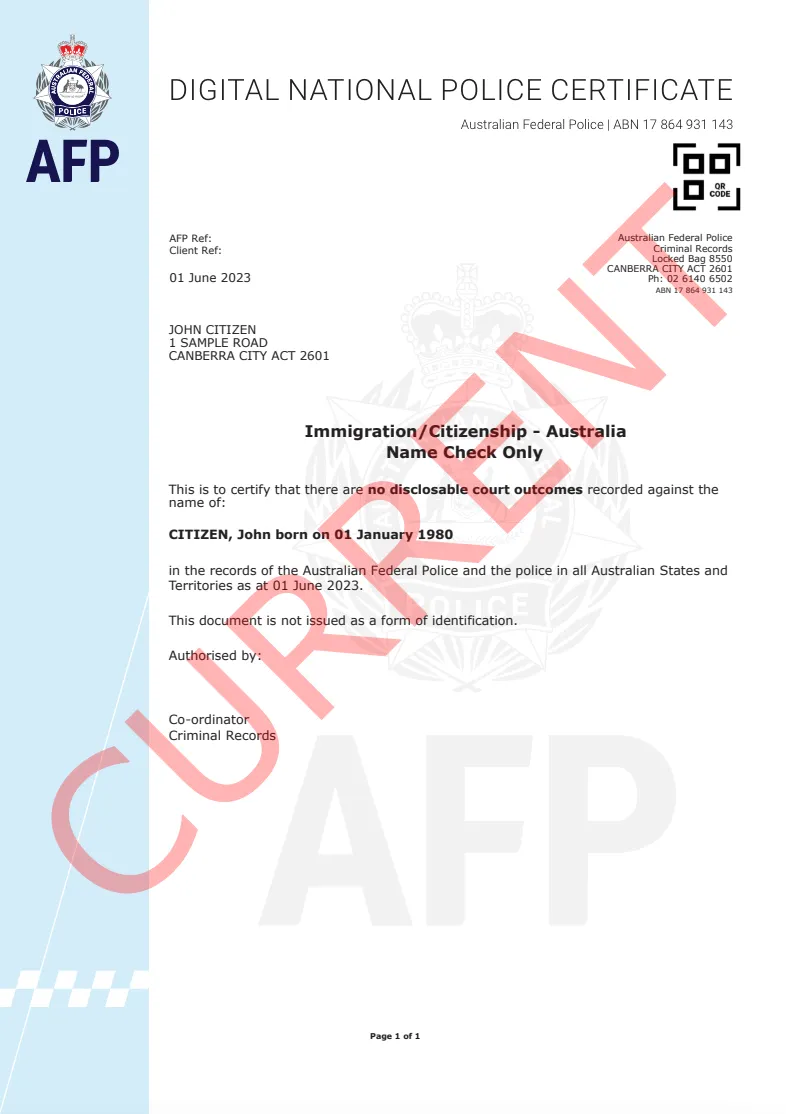 AUSTRALIAN FEDERAL
POLICE
AFP
DIGITAL NATIONAL POLICE CERTIFICATE
Australian Federal Police | ABN 17 864 931 143
QR
CODE
AFP Ref:
Client Ref:
01 June 2023
Australian Federal Police
Criminal Records
Locked Bag 8550
CANBERRA CITY ACT 2601
Ph: 02 6140 6502
ABN 17 864 931 143
JOHN CITIZEN
1 SAMPLE ROAD
CANBERRA CITY ACT 2601
Immigration/Citizenship - Australia
Name Check Only
This is to certify that there are no disclosable court outcomes recorded against the
name of:
CITIZEN, John born on 01 January 1980
in the records of the Australian Federal Police and the police in all Australian States and
Territories as at 01 June 2023.
This document is not issued as a form of identification.
Authorised by:
Co-ordinator
Criminal Records
CURRENT
POLICE
AFP
Page 1 of 1